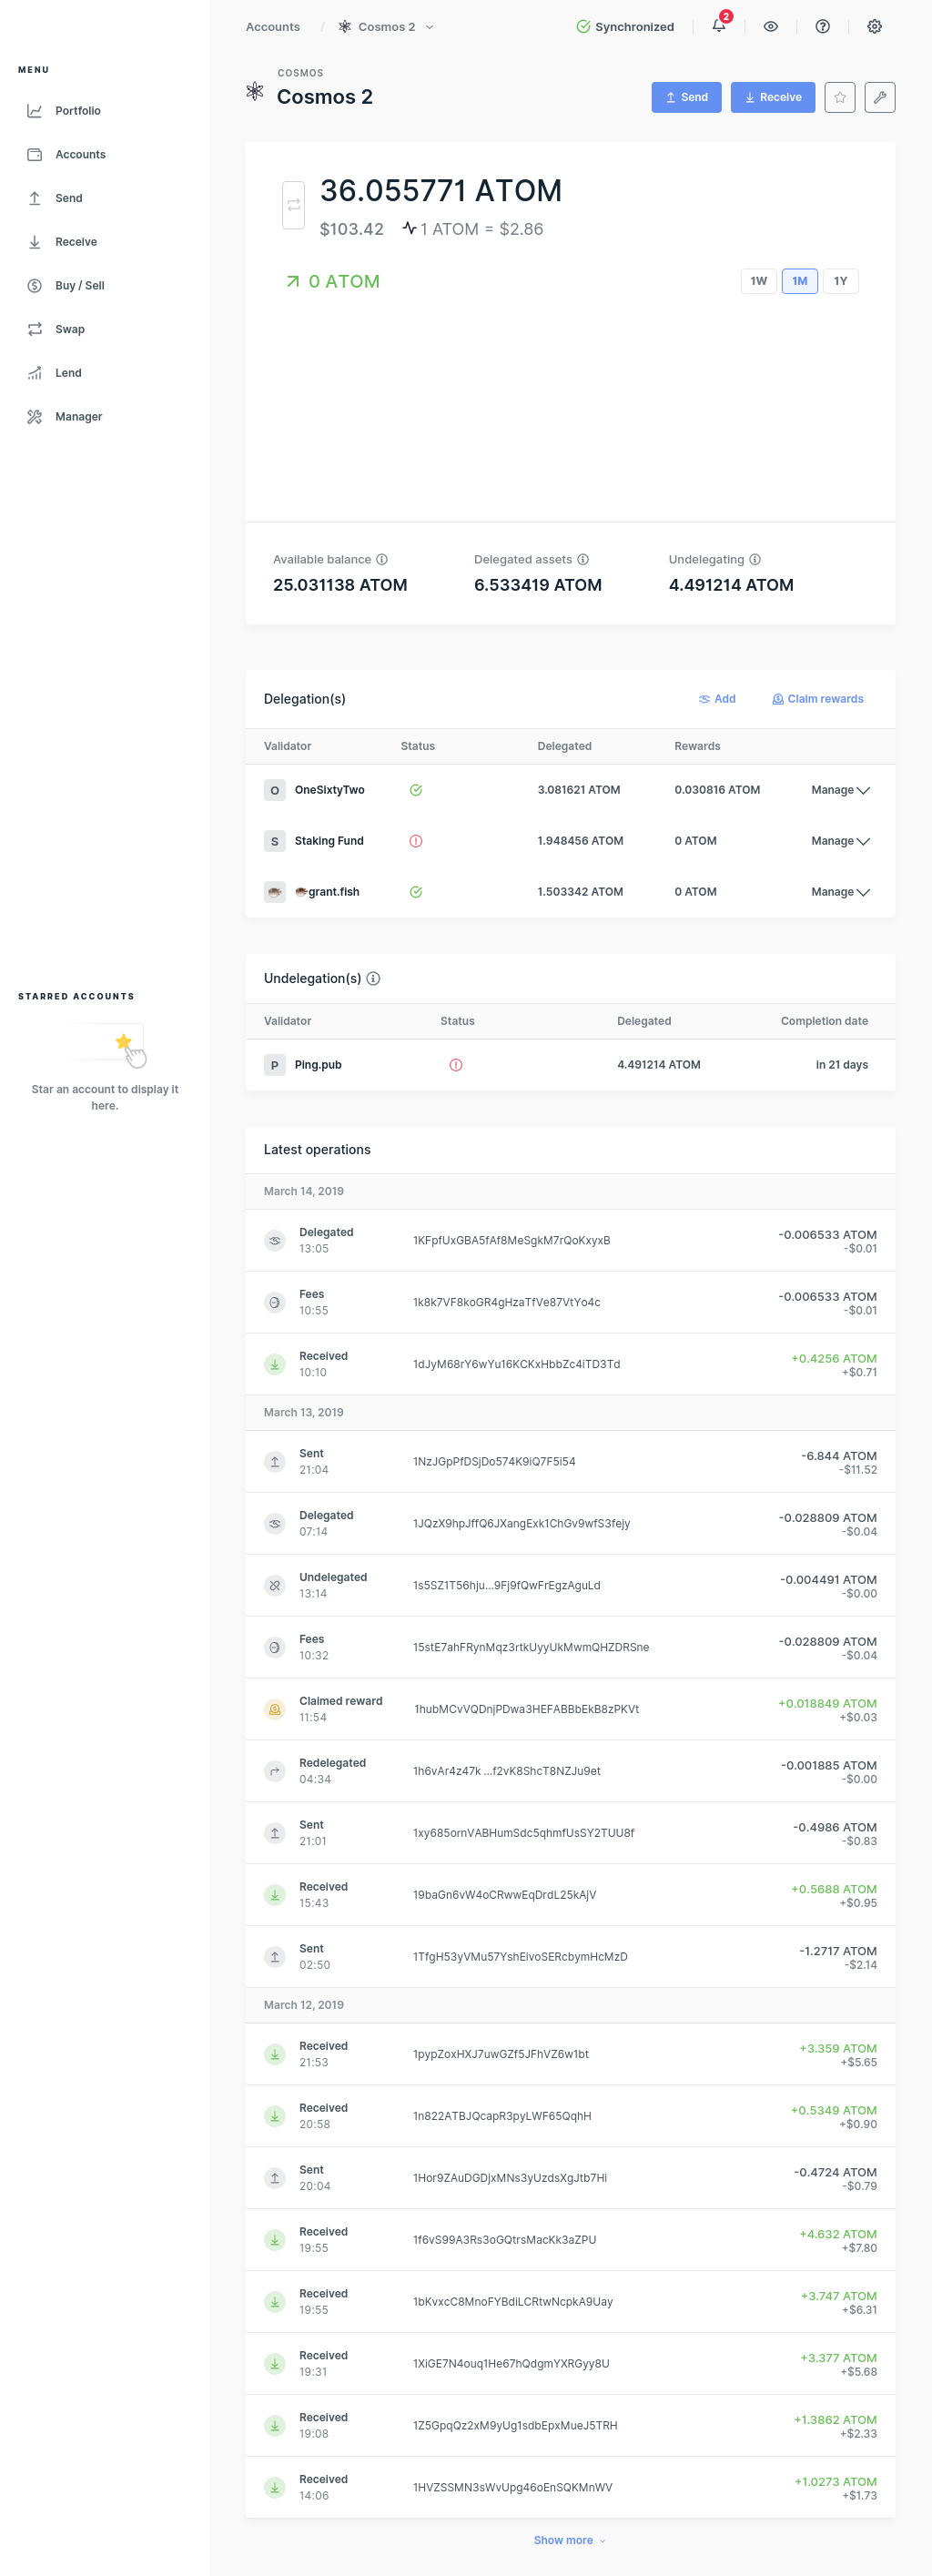 Accounts / Cosmos 2
Synchronized
2
MENU
Portfolio
Accounts
Send
Receive
Buy / Sell
Swap
Lend
Manager
STARRED ACCOUNTS
Star an account to display it
here.
COSMOS
Cosmos 2
Send
Receive
36.055771 ATOM
$103.42 1 ATOM = $2.86
0 ATOM
1W 1M 1Y
Available balance Delegated assets Undelegating
25.031138 ATOM 6.533419 ATOM 4.491214 ATOM
Delegation(s) Add Claim rewards
Validator Status Delegated Rewards
O OneSixtyTwo 3.081621 ATOM 0.030816 ATOM Manage
S Staking Fund 1.948456 ATOM 0 ATOM Manage
grant.fish 1.503342 ATOM 0 ATOM Manage
Undelegation(s)
Validator Status Delegated Completion date
P Ping.pub 4.491214 ATOM in 21 days
Latest operations
March 14, 2019
Delegated
13:05
1KFpfUxGBA5fAf8MeSgkM7rQoKxyxB
-0.006533 ATOM
-$0.01
Fees
10:55
1k8k7VF8koGR4gHzaTfVe87VtYo4c
-0.006533 ATOM
-$0.01
Received
10:10
1dJyM68rY6wYu16KCKxHbbZc4iTD3Td
+0.4256 ATOM
+$0.71
March 13, 2019
Sent
21:04
1NzJGpPfDSjDo574K9iQ7F5i54
-6.844 ATOM
-$11.52
Delegated
07:14
1JQzX9hpJffQ6JXangExk1ChGv9wfS3fejy
-0.028809 ATOM
-$0.04
Undelegated
13:14
1s5SZ1T56hju...9Fj9fQwFrEgzAguLd
-0.004491 ATOM
-$0.00
Fees
10:32
15stE7ahFRynMqz3rtkUyyUkMwmQHZDRSne
-0.028809 ATOM
-$0.04
Claimed reward
11:54
1hubMCvVQDnjPDwa3HEFABBbEkB8zPKVt
+0.018849 ATOM
+$0.03
Redelegated
04:34
1h6vAr4z47k ...f2vK8ShcT8NZJu9et
-0.001885 ATOM
-$0.00
Sent
21:01
1xy685ornVABHumSdc5qhmfUsSY2TUU8f
-0.4986 ATOM
-$0.83
Received
15:43
19baGn6vW4oCRwwEqDrdL25kAjV
+0.5688 ATOM
+$0.95
Sent
02:50
1TfgH53yVMu57YshEivoSERcbymHcMzD
-1.2717 ATOM
-$2.14
March 12, 2019
Received
21:53
1pypZoxHXJ7uwGZf5JFhVZ6w1bt
+3.359 ATOM
+$5.65
Received
20:58
1n822ATBJQcapR3pyLWF65QqhH
+0.5349 ATOM
+$0.90
Sent
20:04
1Hor9ZAuDGDjxMNs3yUzdsXgJtb7Hi
-0.4724 ATOM
-$0.79
Received
19:55
1f6vS99A3Rs3oGQtrsMacKk3aZPU
+4.632 ATOM
+$7.80
Received
19:55
1bKvxcC8MnoFYBdiLCRtwNcpkA9Uay
+3.747 ATOM
+$6.31
Received
19:31
1XiGE7N4ouq1He67hQdgmYXRGyy8U
+3.377 ATOM
+$5.68
Received
19:08
1Z5GpqQz2xM9yUg1sdbEpxMueJ5TRH
+1.3862 ATOM
+$2.33
Received
14:06
1HVZSSMN3sWvUpg46oEnSQKMnWV
+1.0273 ATOM
+$1.73
Show more